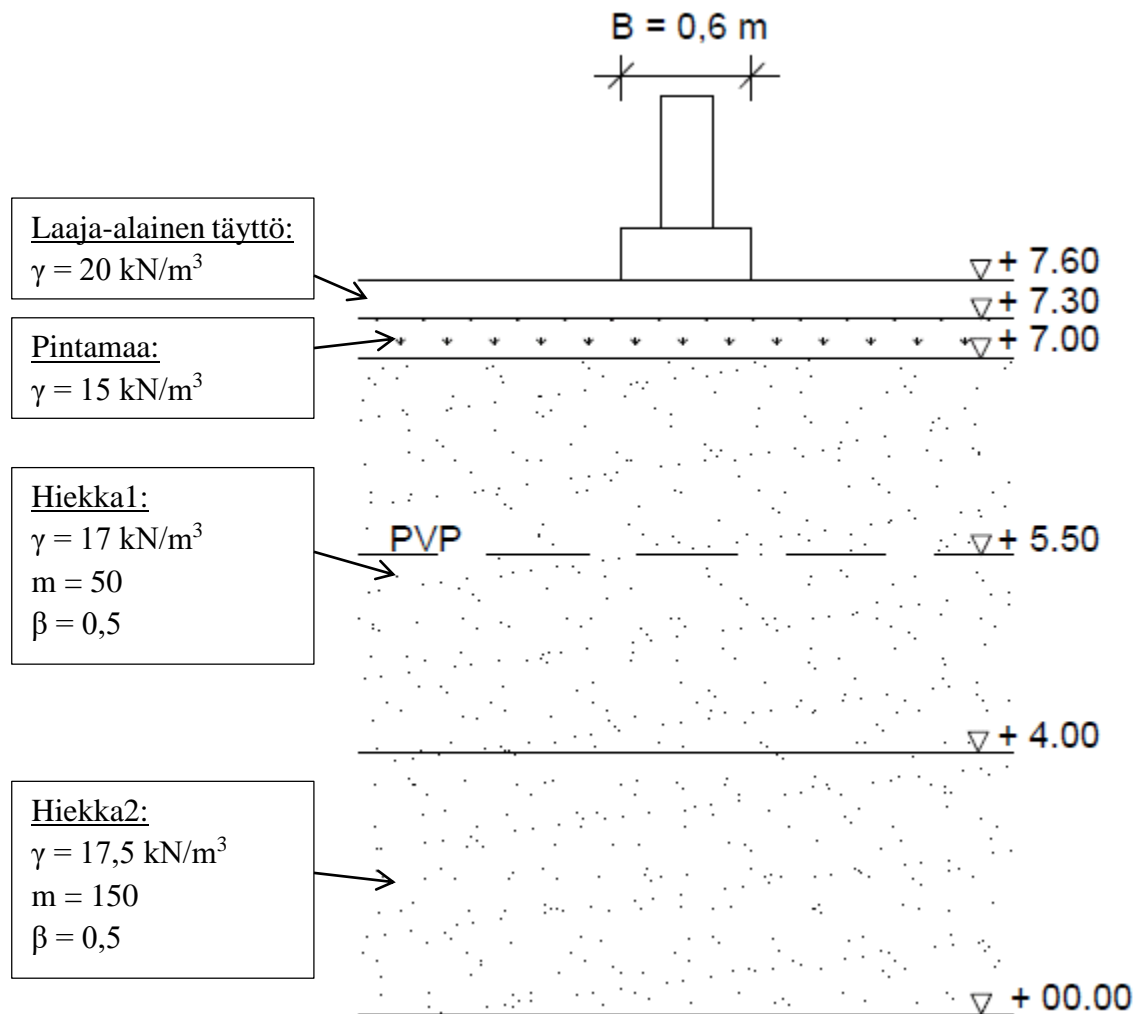 B = 0,6 m
Laaja-alainen täyttö:
γ = 20 kN/m³
+ 7.60
+ 7.30
Pintamaa:
γ = 15 kN/m³
+ 7.00
Hiekka1:
γ = 17 kN/m³
m = 50
β = 0,5
PVP
+ 5.50
+ 4.00
Hiekka2:
γ = 17,5 kN/m³
m = 150
β = 0,5
+ 00.00